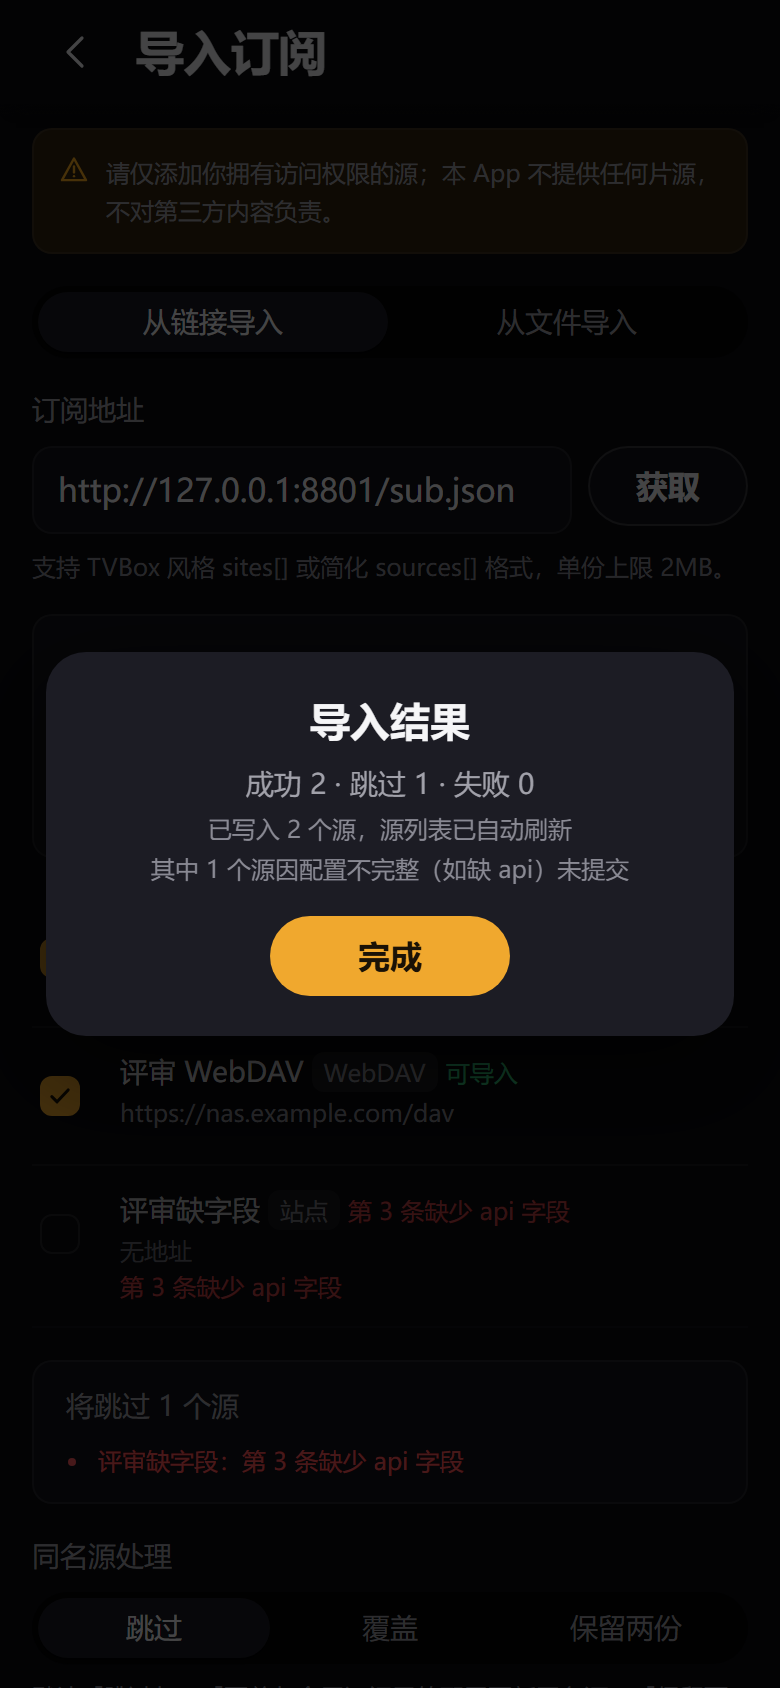 导入订阅
请仅添加你拥有访问权限的源；本 App 不提供任何片源，
不对第三方内容负责。
从链接导入
从文件导入
订阅地址
http://127.0.0.1:8801/sub.json
获取
支持 TVBox 风格 sites[] 或简化 sources[] 格式，单份上限 2MB。
导入结果
成功 2 · 跳过 1 · 失败 0
已写入 2 个源，源列表已自动刷新
其中 1 个源因配置不完整（如缺 api）未提交
完成
评审 WebDAV WebDAV 可导入
https://nas.example.com/dav
评审缺字段 站点 第 3 条缺少 api 字段
无地址
第 3 条缺少 api 字段
将跳过 1 个源
• 评审缺字段：第 3 条缺少 api 字段
同名源处理
跳过
覆盖
保留两份